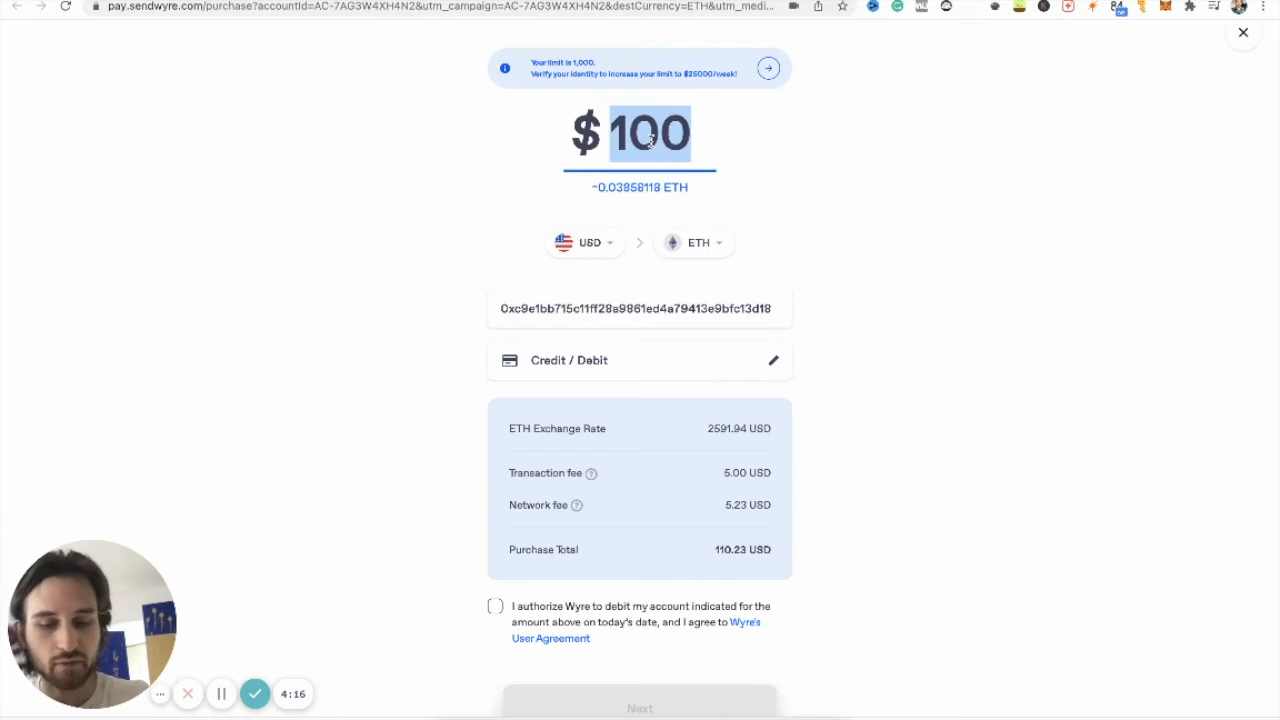 pay.sendwyre.com/purchase?accountId=AC-7AG3W4XH4N2&utm_campaign=AC-7AG3W4XH4N2&destCurrency=ETH&utm_medi...
84
Your limit is 1,000.
Verify your identity to increase your limit to $25000/week!
$ 100
~0.03858118 ETH
USD > ETH
0xc9e1bb715c11ff28a9861ed4a79413e9bfc13d18
Credit / Debit
ETH Exchange Rate 2591.94 USD
Transaction fee ? 5.00 USD
Network fee ? 5.23 USD
Purchase Total 110.23 USD
I authorize Wyre to debit my account indicated for the
amount above on today's date, and I agree to Wyre's
User Agreement
4:16
Next